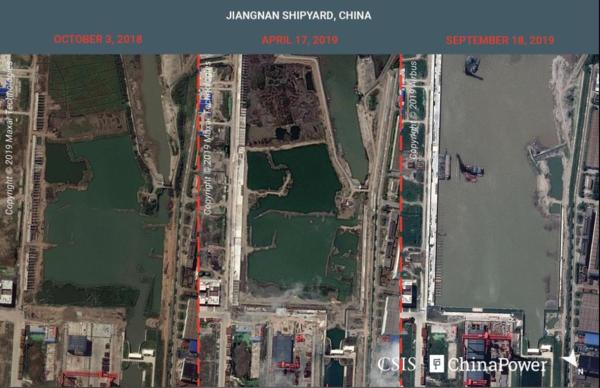 JIANGNAN SHIPYARD, CHINA
OCTOBER 3, 2018
APRIL 17, 2019
SEPTEMBER 18, 2019
Copyright © 2019 Maxar Technologies
Copyright © 2019 Maxar Technologies
Copyright © 2019 Airbus
CSIS ChinaPower
N